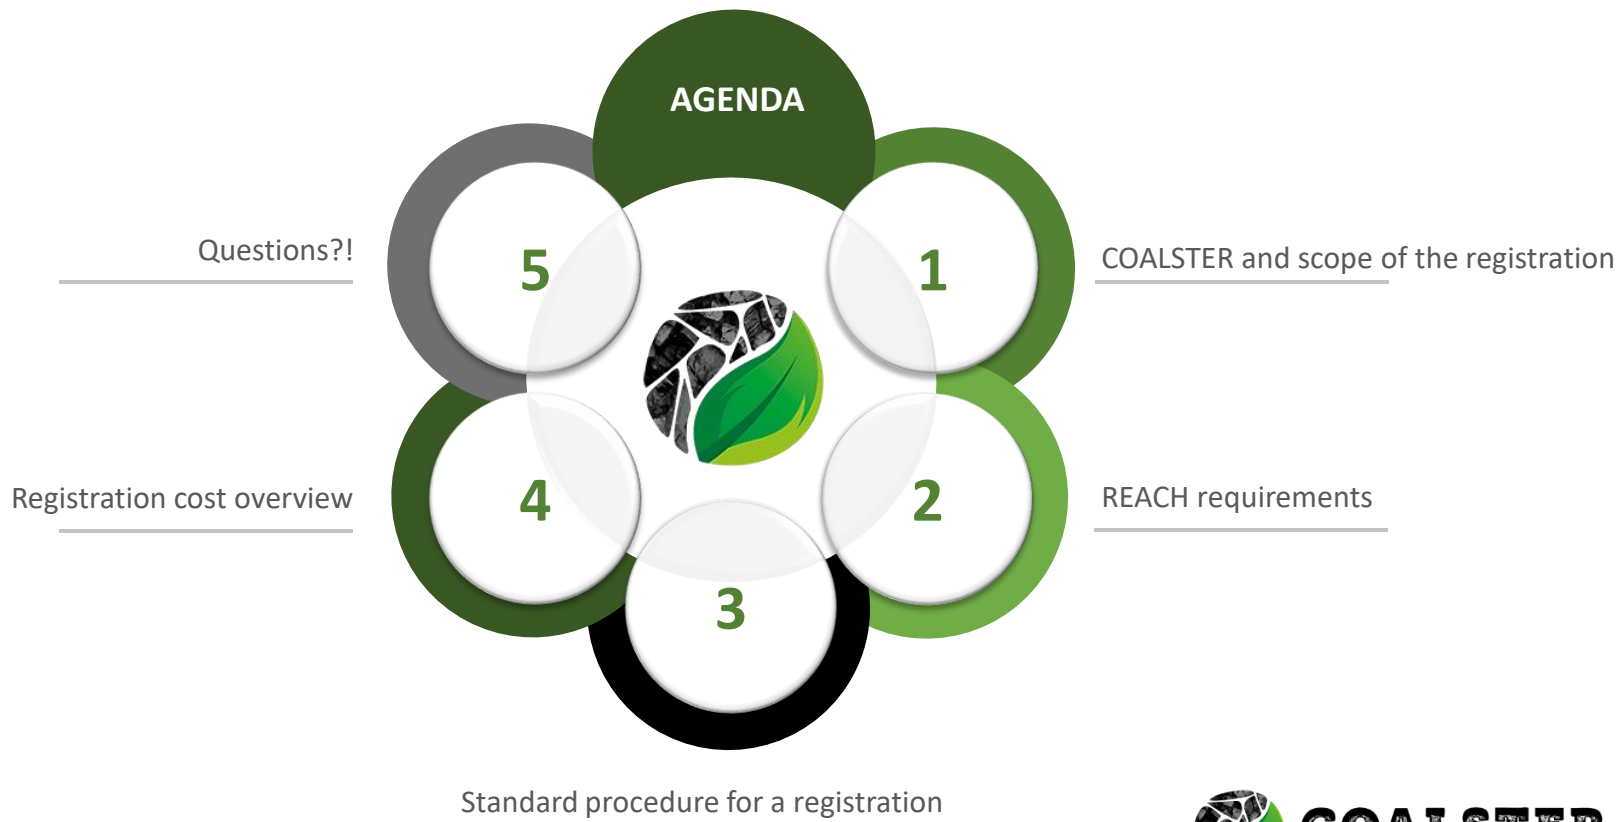 AGENDA
1
COALSTER and scope of the registration
2
REACH requirements
3
Standard procedure for a registration
4
Registration cost overview
5
Questions?!
COALSTER